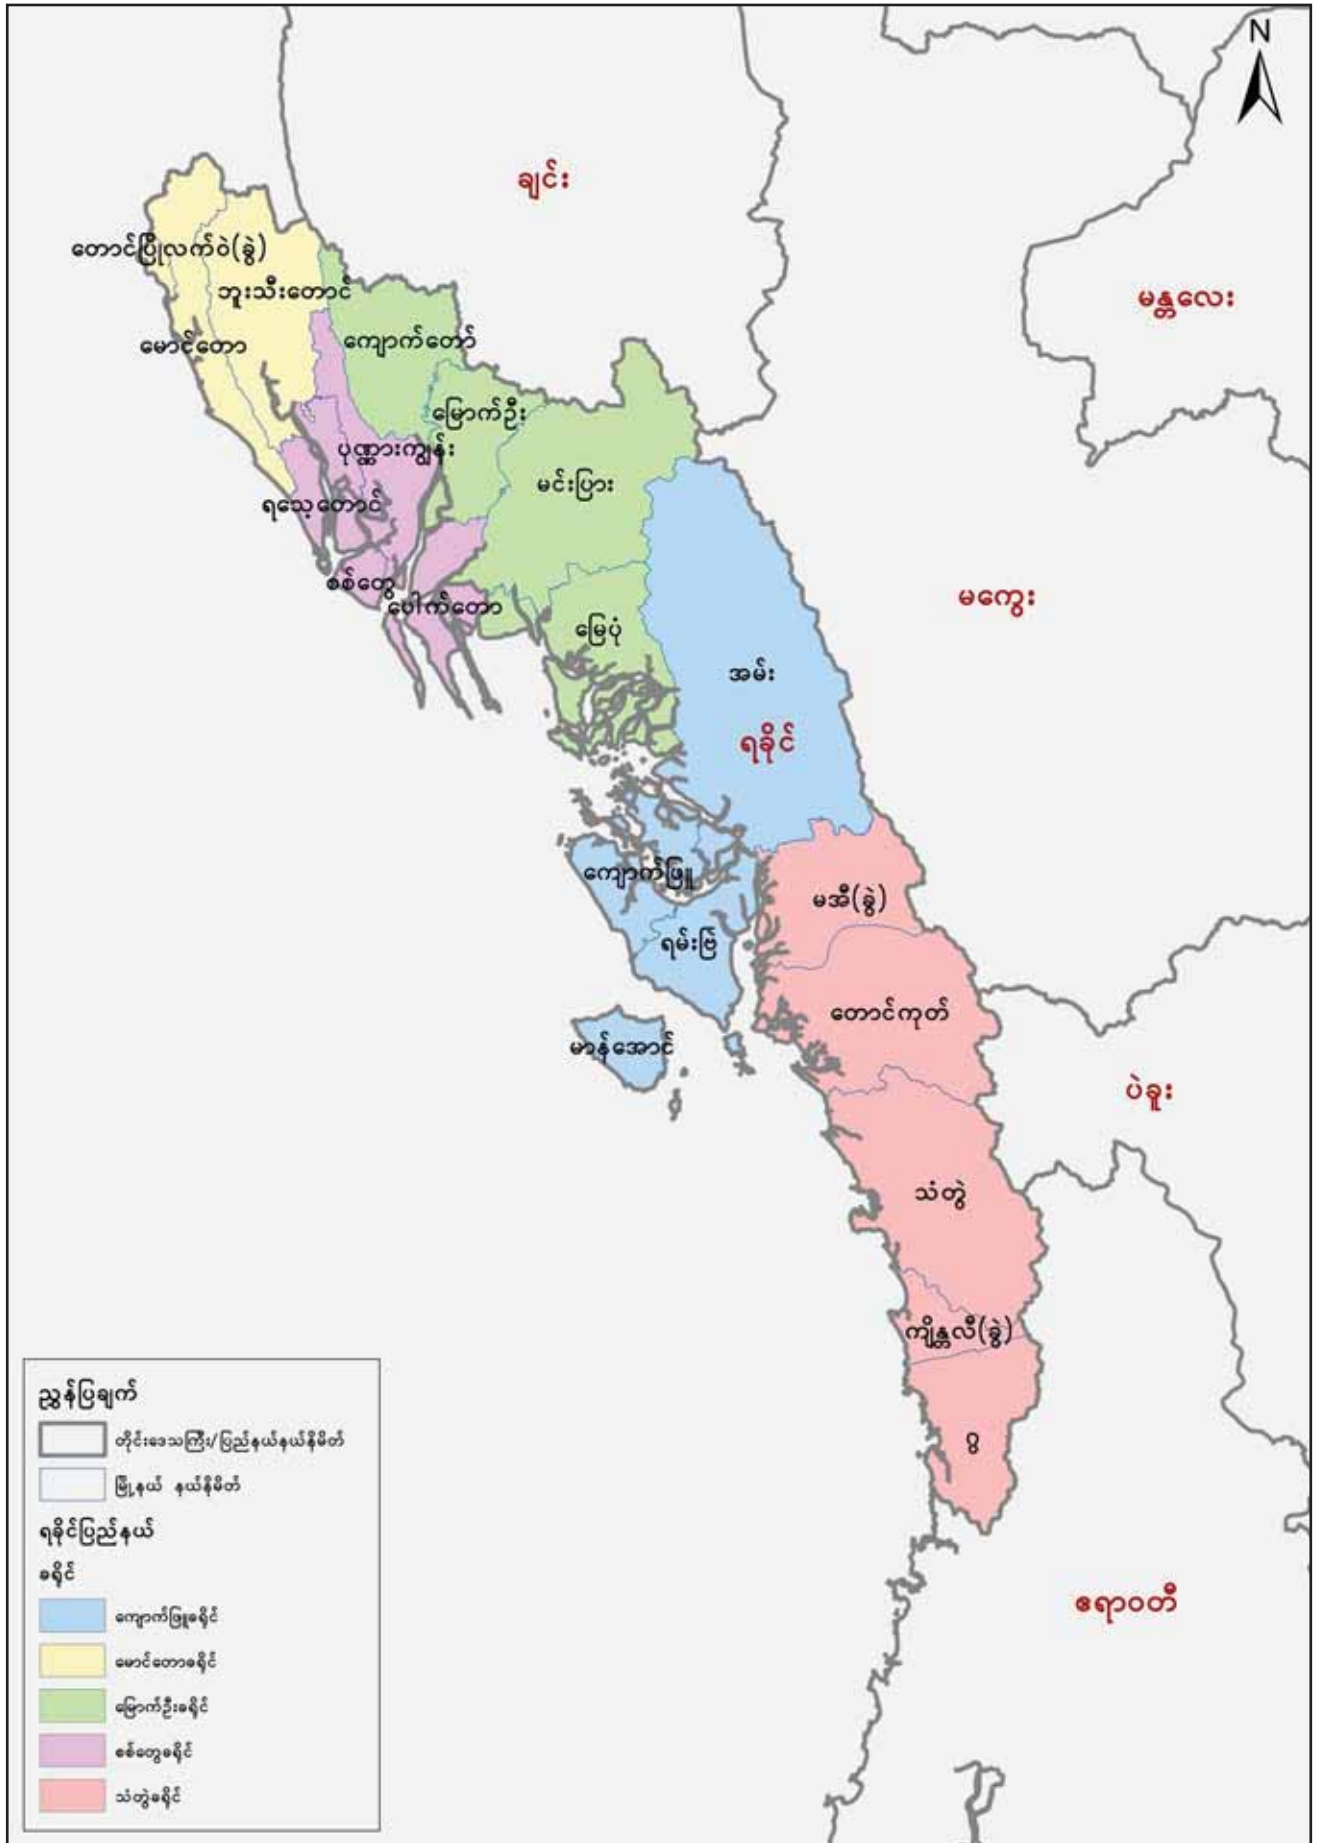 N
ချင်း
တောင်ပြိုလက်ဝဲ(ခွဲ)
ဘူးသီးတောင်
မန္တလေး
မောင်တော
ကျောက်တော်
မြောက်ဦး
ပုဏ္ဏားကျွန်း
မင်းပြား
ရသေ့တောင်
စစ်တွေ
ပေါက်တော
မကွေး
မြေပုံ
အမ်း
ရခိုင်
ကျောက်ဖြူ
မအီ(ခွဲ)
ရမ်းဗြဲ
တောင်ကုတ်
မာန်အောင်
ပဲခူး
သံတွဲ
ကျိန္တလီ(ခွဲ)
ဂွ
ဧရာဝတီ
ညွှန်ပြချက်
တိုင်းဒေသကြီး/ပြည်နယ်နယ်နိမိတ်
မြို့နယ် နယ်နိမိတ်
ရခိုင်ပြည်နယ်
ခရိုင်
ကျောက်ဖြူခရိုင်
မောင်တောခရိုင်
မြောက်ဦးခရိုင်
စစ်တွေခရိုင်
သံတွဲခရိုင်